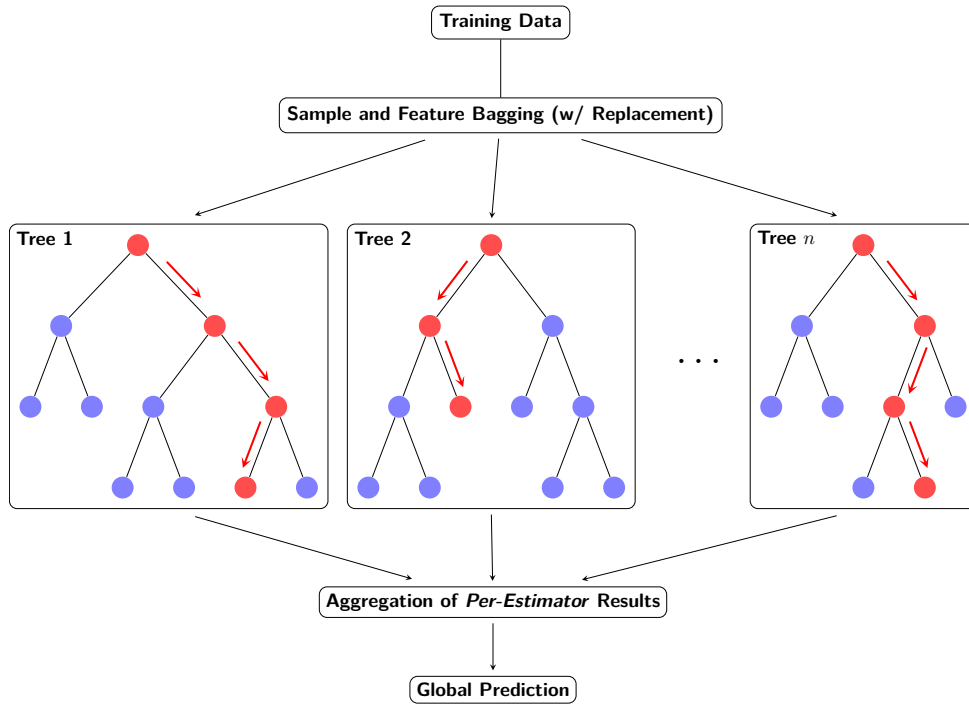 Training Data
Sample and Feature Bagging (w/ Replacement)
Tree 1
Tree 2
Tree n
. . .
Aggregation of Per-Estimator Results
Global Prediction